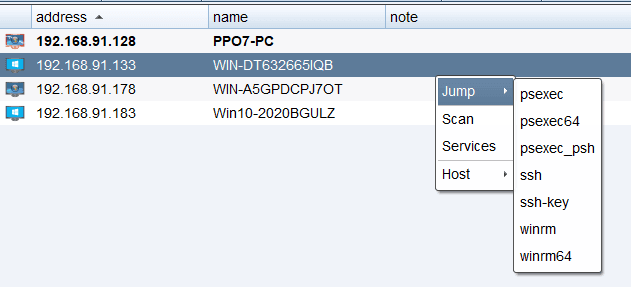 address name note
192.168.91.128 PPO7-PC
192.168.91.133 WIN-DT632665IQB
192.168.91.178 WIN-A5GPDCPJ7OT
192.168.91.183 Win10-2020BGULZ
Jump
Scan
Services
Host
psexec
psexec64
psexec_psh
ssh
ssh-key
winrm
winrm64